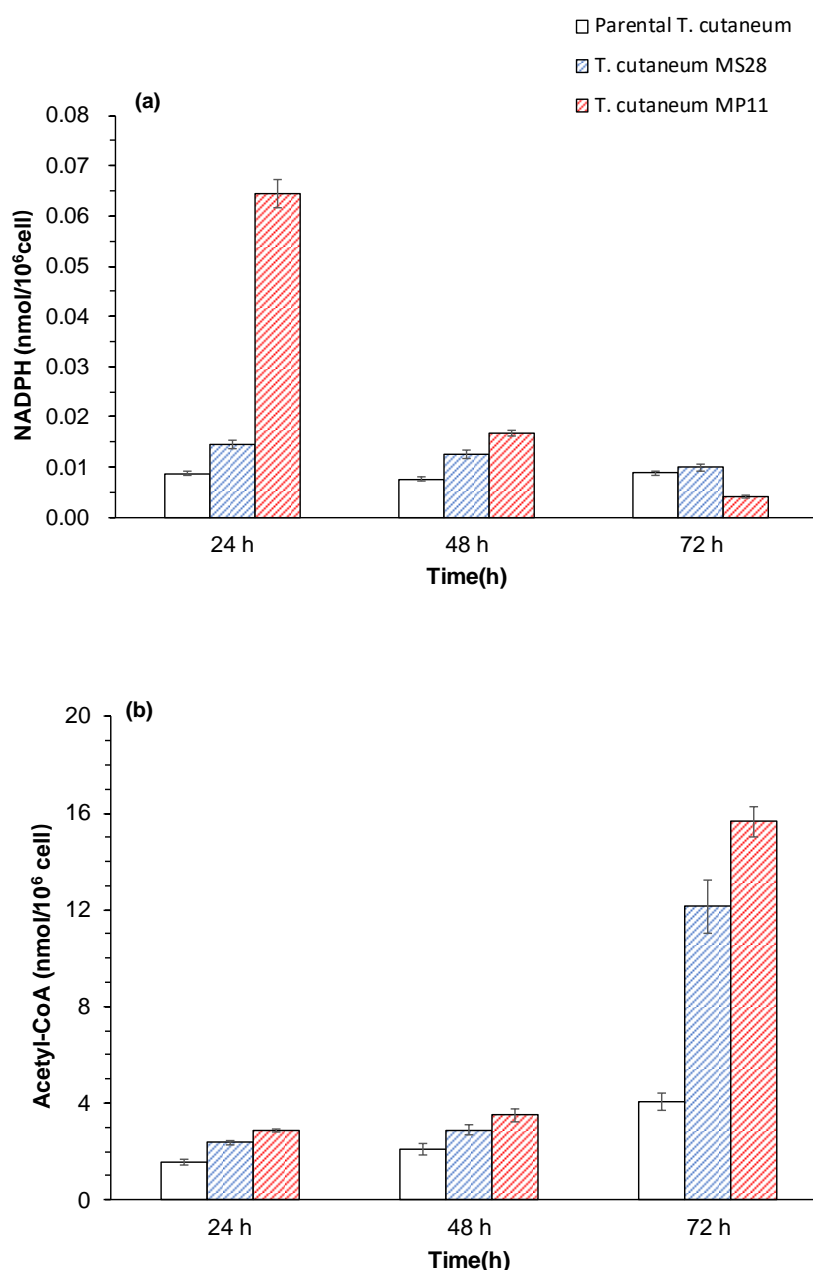 Parental T. cutaneum
T. cutaneum MS28
T. cutaneum MP11
(a)
0.08
0.07
0.06
0.05
0.04
0.03
0.02
0.01
0.00
NADPH (nmol/10⁶cell)
24 h 48 h 72 h
Time(h)
(b)
20
16
12
8
4
0
Acetyl-CoA (nmol/10⁶ cell)
24 h 48 h 72 h
Time(h)